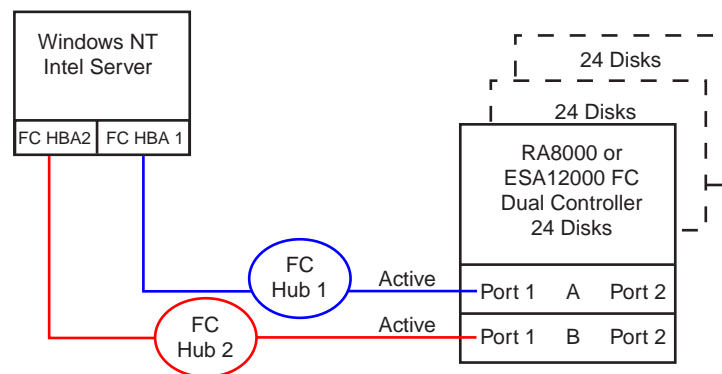 Windows NT
Intel Server
FC HBA2
FC HBA 1
24 Disks
24 Disks
RA8000 or
ESA12000 FC
Dual Controller
24 Disks
FC
Hub 1
Active
Port 1 A Port 2
FC
Hub 2
Active
Port 1 B Port 2